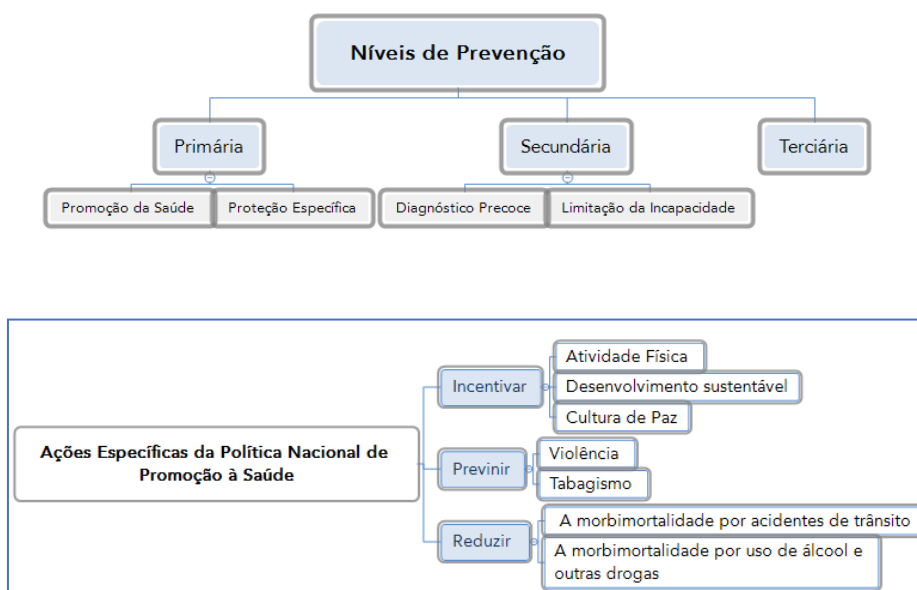 Níveis de Prevenção
Primária
Secundária
Terciária
Promoção da Saúde
Proteção Específica
Diagnóstico Precoce
Limitação da Incapacidade
Ações Específicas da Política Nacional de
Promoção à Saúde
Incentivar
Atividade Física
Desenvolvimento sustentável
Cultura de Paz
Previnir
Violência
Tabagismo
Reduzir
A morbimortalidade por acidentes de trânsito
A morbimortalidade por uso de álcool e
outras drogas